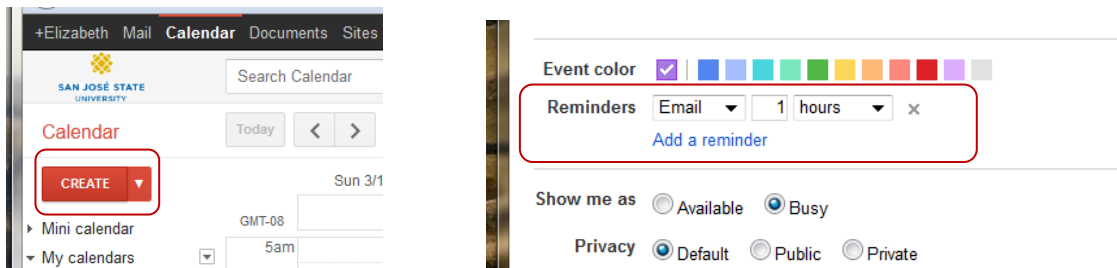 +Elizabeth Mail Calendar Documents Sites
SAN JOSÉ STATE
UNIVERSITY
Search Calendar
Calendar
Today
CREATE
Sun 3/1
GMT-08
Mini calendar
5am
My calendars
Event color
Reminders Email 1 hours
Add a reminder
Show me as Available Busy
Privacy Default Public Private